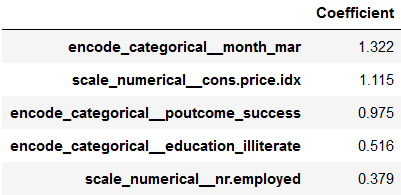 Coefficient
encode_categorical__month_mar 1.322
scale_numerical__cons.price.idx 1.115
encode_categorical__poutcome_success 0.975
encode_categorical__education_illiterate 0.516
scale_numerical__nr.employed 0.379